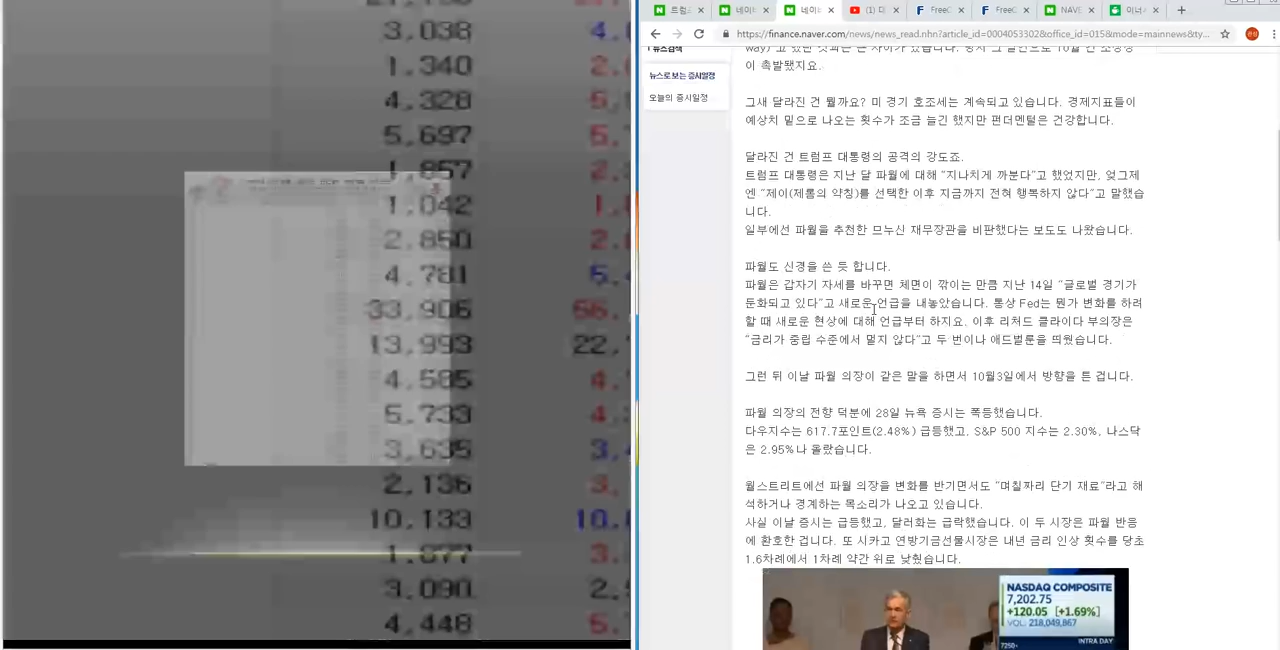 3,038
1,340
4,328
5,697
1,857
1,042
2,850
4,781
33,906
13,993
4,585
5,733
3,635
2,136
10,133
1,877
3,090
4,448
(1) 다
FreeC
FreeC
NAVE
이너스
https://finance.naver.com/news/news_read.nhn?article_id=0004053302&office_id=015&mode=mainnews&ty...
뉴스검색
뉴스로 보는 증시일정
오늘의 증시일정
이 촉발됐지요.
그새 달라진 건 뭘까요? 미 경기 호조세는 계속되고 있습니다. 경제지표들이
예상치 밑으로 나오는 횟수가 조금 늘긴 했지만 펀더멘털은 건강합니다.
달라진 건 트럼프 대통령의 공격의 강도죠.
트럼프 대통령은 지난 달 파월에 대해 "지나치게 까분다"고 했었지만, 엊그제
엔 "제이(제롬의 약칭)를 선택한 이후 지금까지 전혀 행복하지 않다"고 말했습
니다.
일부에선 파월을 추천한 므누신 재무장관을 비판했다는 보도도 나왔습니다.
파월도 신경을 쓴 듯 합니다.
파월은 갑자기 자세를 바꾸면 체면이 깎이는 만큼 지난 14일 "글로벌 경기가
둔화되고 있다"고 새로운 언급을 내놓았습니다. 통상 Fed는 뭔가 변화를 하려
할 때 새로운 현상에 대해 언급부터 하지요. 이후 리처드 클라이다 부의장은
"금리가 중립 수준에서 멀지 않다"고 두 번이나 애드벌룬을 띄웠습니다.
그런 뒤 이날 파월 의장이 같은 말을 하면서 10월3일에서 방향을 튼 겁니다.
파월 의장의 전향 덕분에 28일 뉴욕 증시는 폭등했습니다.
다우지수는 617.7포인트(2.48%) 급등했고, S&P 500 지수는 2.30%, 나스닥
은 2.95%나 올랐습니다.
월스트리트에선 파월 의장을 변화를 반기면서도 "며칠짜리 단기 재료"라고 해
석하거나 경계하는 목소리가 나오고 있습니다.
사실 이날 증시는 급등했고, 달러화는 급락했습니다. 이 두 시장은 파월 반응
에 환호한 겁니다. 또 시카고 연방기금선물시장은 내년 금리 인상 횟수를 당초
1.6차례에서 1차례 약간 위로 낮췄습니다.
NASDAQ COMPOSITE
7,202.75
+120.05 [+1.69%]
VOL: 218,049,867
INTRA DAY
7250